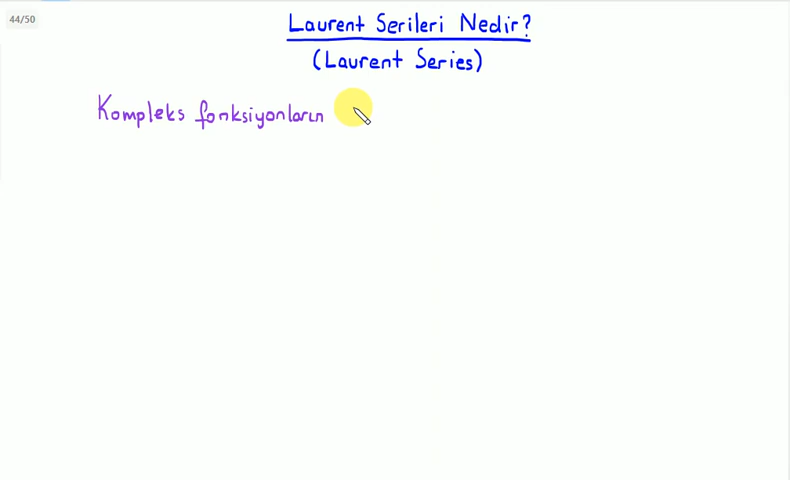 44/50
Laurent Serileri Nedir?
(Laurent Series)
Kompleks fonksiyonların